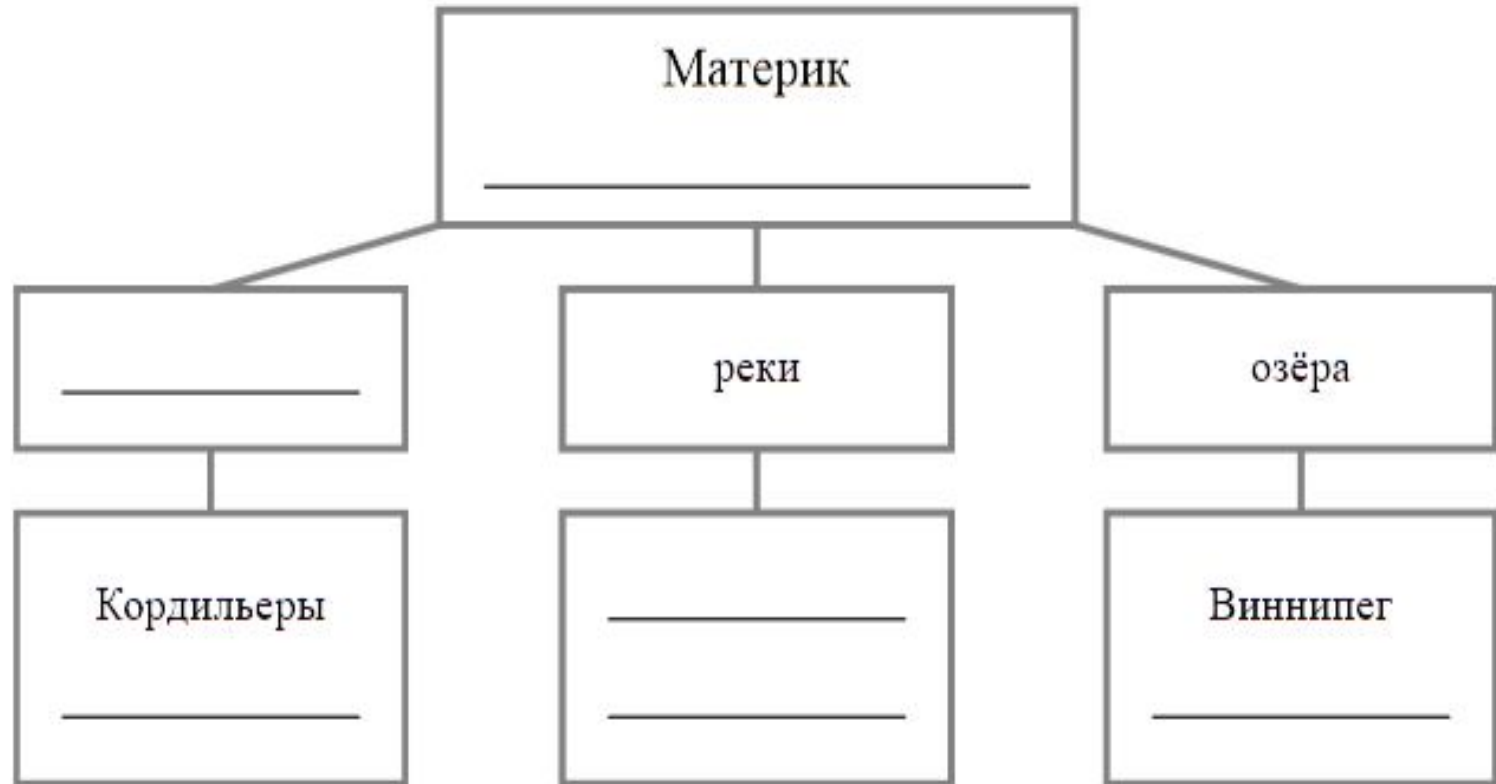 Материк
реки
озёра
Кордильеры
Виннипег